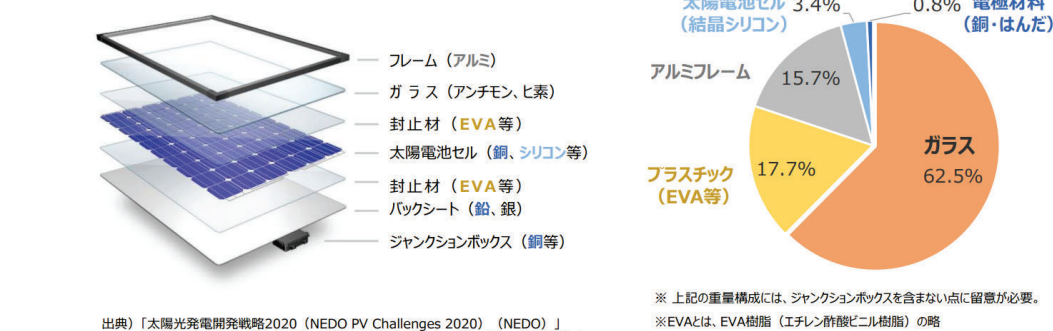 フレーム（アルミ）
ガ ラ ス（アンチモン、ヒ素）
封止材（EVA等）
太陽電池セル（銅、シリコン等）
封止材（EVA等）
バックシート（鉛、銀）
ジャンクションボックス（銅等）
出典）「太陽光発電開発戦略2020（NEDO PV Challenges 2020）（NEDO）」
太陽電池セル 3.4%
（結晶シリコン）
0.8% 電極材料
（銅・はんだ）
アルミフレーム
15.7%
プラスチック
（EVA等）
17.7%
ガラス
62.5%
※ 上記の重量構成には、ジャンクションボックスを含まない点に留意が必要。
※EVAとは、EVA樹脂（エチレン酢酸ビニル樹脂）の略